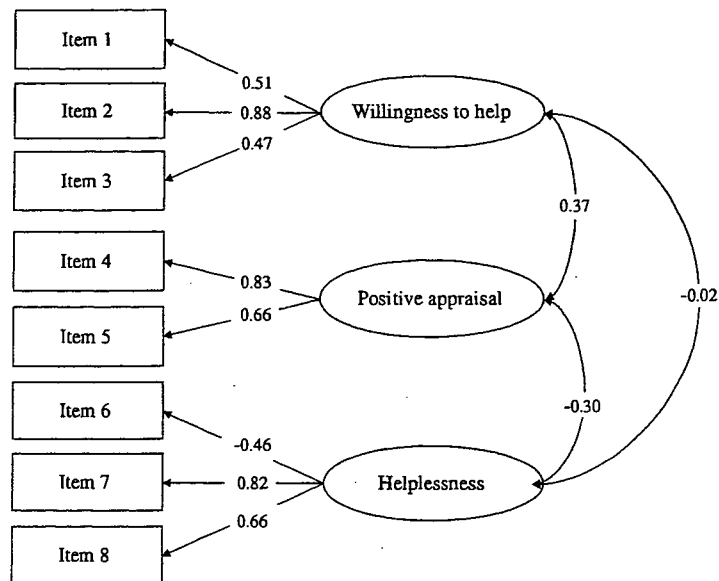 Item 1
0.51
Item 2
0.88
Willingness to help
0.47
Item 3
0.37
Item 4
0.83
Positive appraisal
-0.02
0.66
Item 5
-0.30
Item 6
-0.46
Item 7
0.82
Helplessness
0.66
Item 8